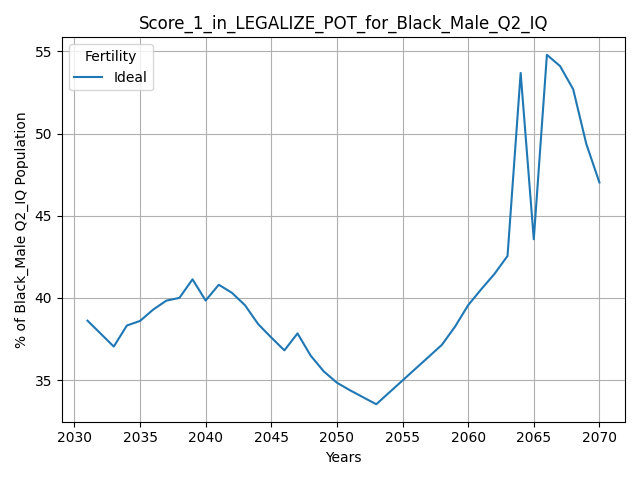 Score_1_in_LEGALIZE_POT_for_Black_Male_Q2_IQ
Fertility
Ideal
% of Black_Male Q2_IQ Population
55
50
45
40
35
2030 2035 2040 2045 2050 2055 2060 2065 2070
Years